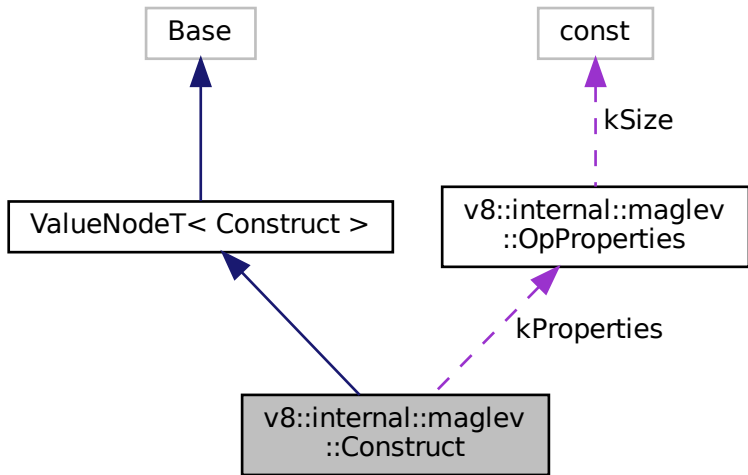 Base
const
kSize
ValueNodeT< Construct >
v8::internal::maglev
::OpProperties
kProperties
v8::internal::maglev
::Construct